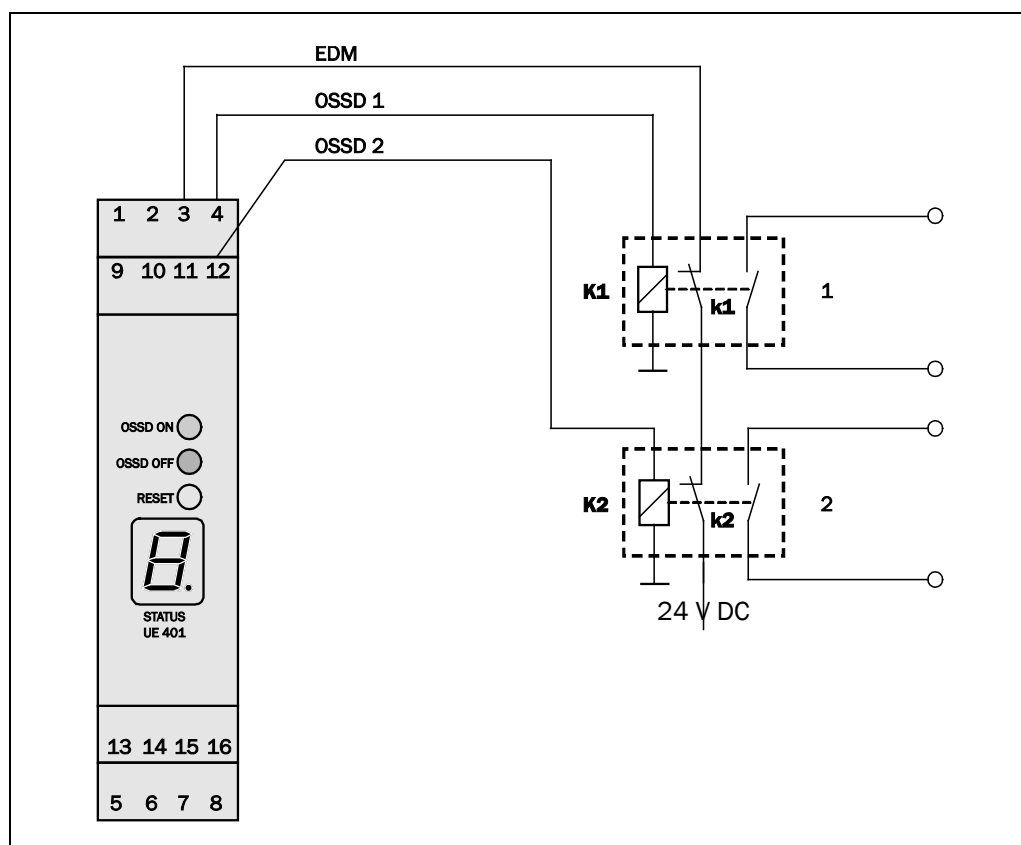 EDM
OSSD 1
OSSD 2
1 2 3 4
9 10 11 12
K1
k1
1
OSSD ON
OSSD OFF
RESET
K2
k2
2
8.
STATUS
UE 401
24 V DC
13 14 15 16
5 6 7 8